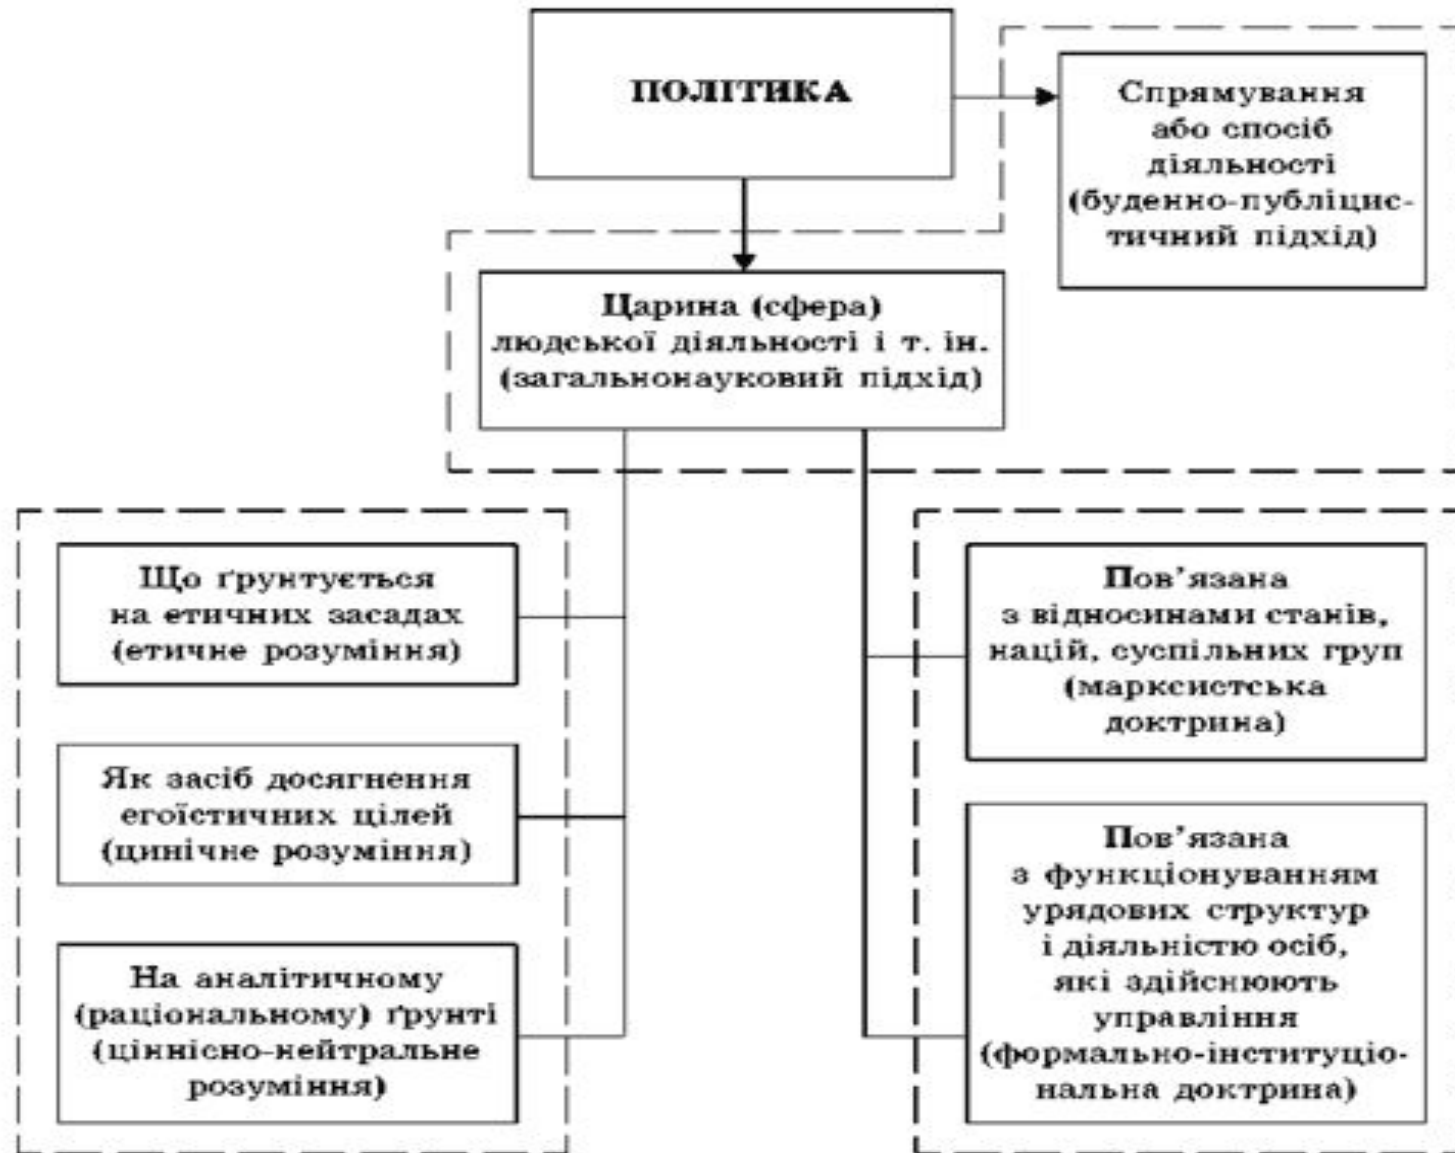 ПОЛІТИКА
Спрямування
або спосіб
діяльності
(буденно-публіцис-
тичний підхід)
Царина (сфера)
людської діяльності і т. ін.
(загальнонауковий підхід)
Що ґрунтується
на етичних засадах
(етичне розуміння)
Як засіб досягнення
егоїстичних цілей
(цинічне розуміння)
На аналітичному
(раціональному) ґрунті
(ціннісно-нейтральне
розуміння)
Пов’язана
з відносинами станів,
націй, суспільних груп
(марксистська
доктрина)
Пов’язана
з функціонуванням
урядових структур
і діяльністю осіб,
які здійснюють
управління
(формально-інституціо-
нальна доктрина)